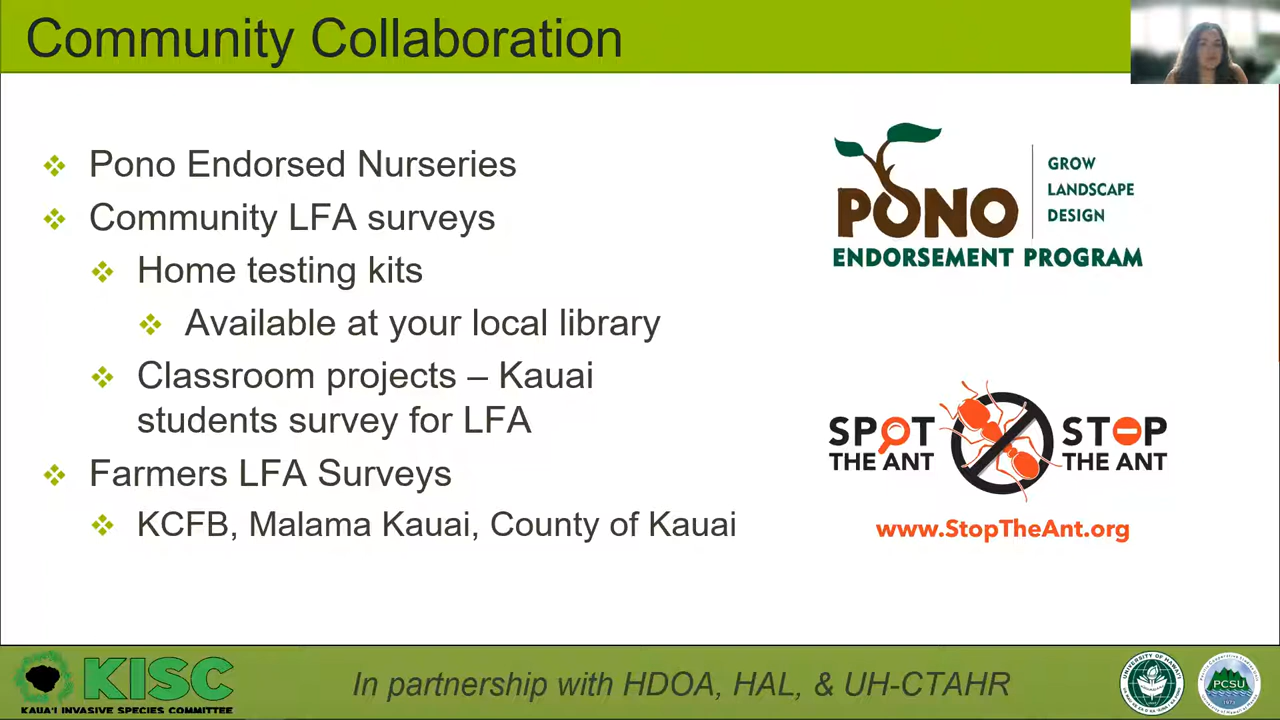 Community Collaboration
Pono Endorsed Nurseries
Community LFA surveys
Home testing kits
Available at your local library
Classroom projects – Kauai
students survey for LFA
Farmers LFA Surveys
KCFB, Malama Kauai, County of Kauai
PONO
GROW
LANDSCAPE
DESIGN
ENDORSEMENT PROGRAM
SPOT
THE ANT
STOP
THE ANT
www.StopTheAnt.org
KISC
KAUA'I INVASIVE SPECIES COMMITTEE
In partnership with HDOA, HAL, & UH-CTAHR
UNIVERSITY OF HAWAI'I
PCSU